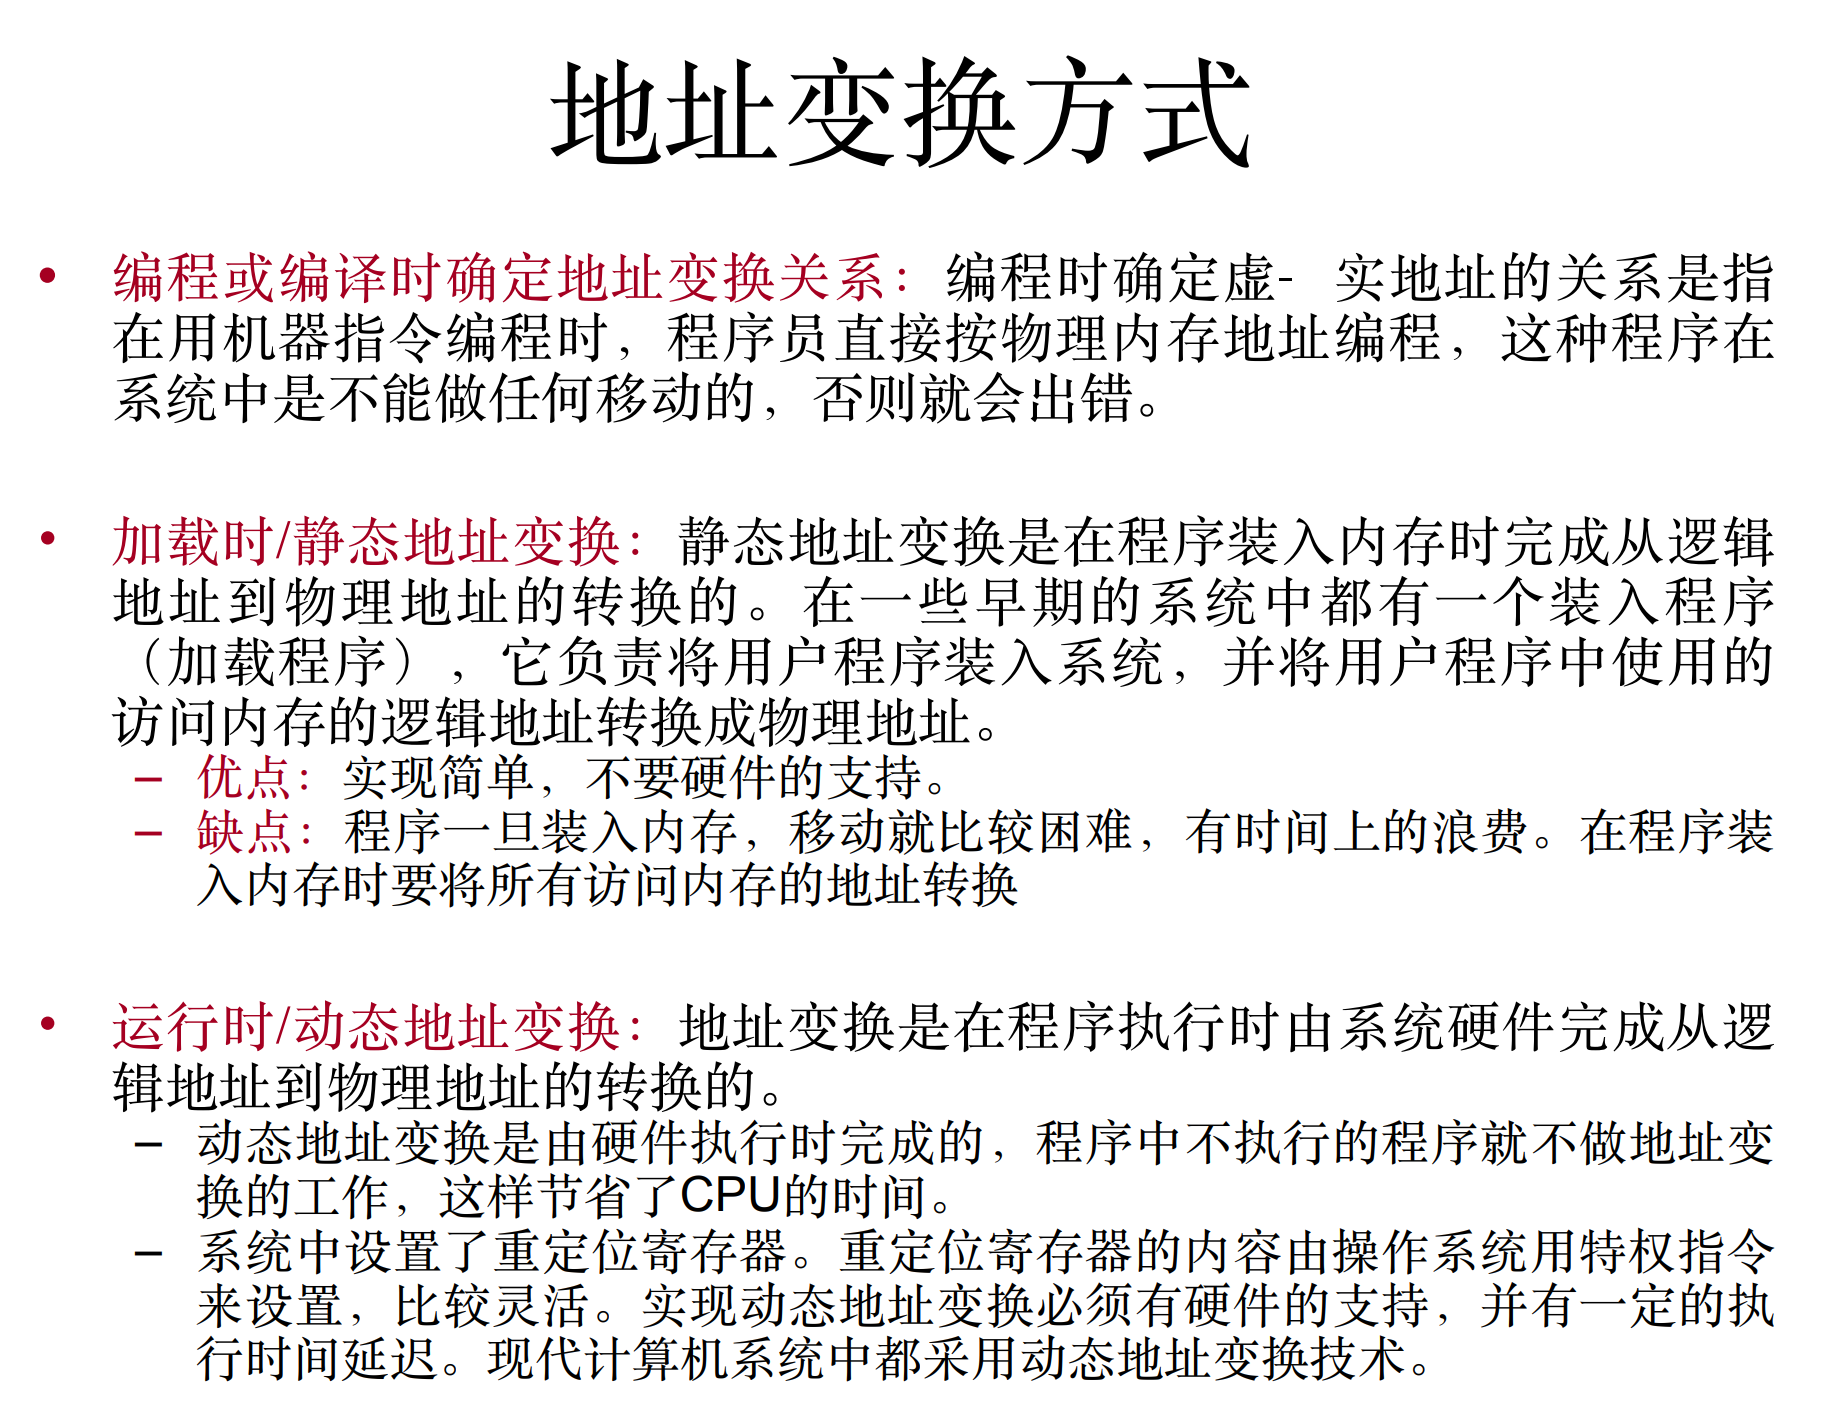 地址变换方式
• 编程或编译时确定地址变换关系：编程时确定虚- 实地址的关系是指
在用机器指令编程时，程序员直接按物理内存地址编程，这种程序在
系统中是不能做任何移动的，否则就会出错。
• 加载时/静态地址变换：静态地址变换是在程序装入内存时完成从逻辑
地址到物理地址的转换的。在一些早期的系统中都有一个装入程序
（加载程序），它负责将用户程序装入系统，并将用户程序中使用的
访问内存的逻辑地址转换成物理地址。
– 优点：实现简单，不要硬件的支持。
– 缺点：程序一旦装入内存，移动就比较困难，有时间上的浪费。在程序装
入内存时要将所有访问内存的地址转换
• 运行时/动态地址变换：地址变换是在程序执行时由系统硬件完成从逻
辑地址到物理地址的转换的。
– 动态地址变换是由硬件执行时完成的，程序中不执行的程序就不做地址变
换的工作，这样节省了CPU的时间。
– 系统中设置了重定位寄存器。重定位寄存器的内容由操作系统用特权指令
来设置，比较灵活。实现动态地址变换必须有硬件的支持，并有一定的执
行时间延迟。现代计算机系统中都采用动态地址变换技术。